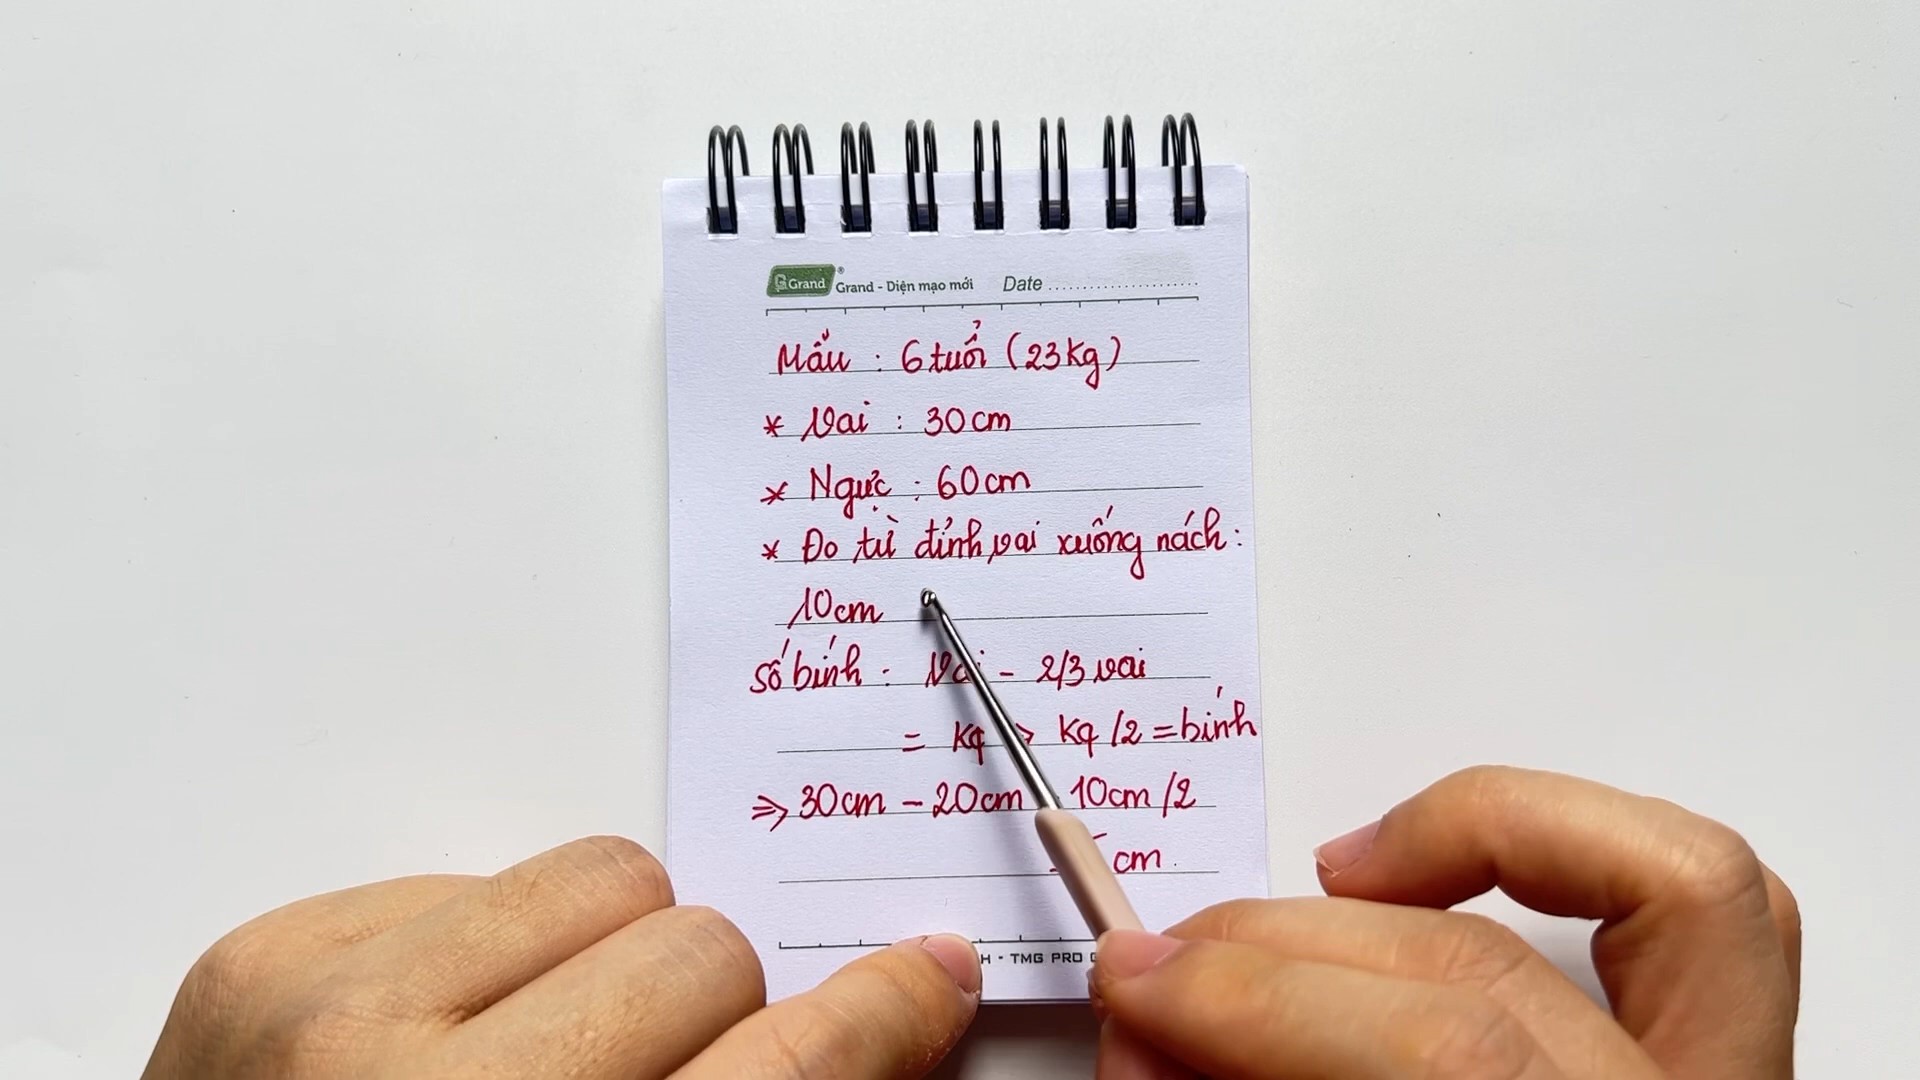 Grand® Grand - Diện mạo mới Date
Mẫu : 6 tuổi (23Kg)
* Vai : 30cm
* Ngực : 60cm
* Đo từ đỉnh vai xuống nách:
10cm
Số bính : Vai - 2/3 vai
= Kq Kq /2 = bính
=> 30cm - 20cm 10cm /2
cm
H - TMG PRO